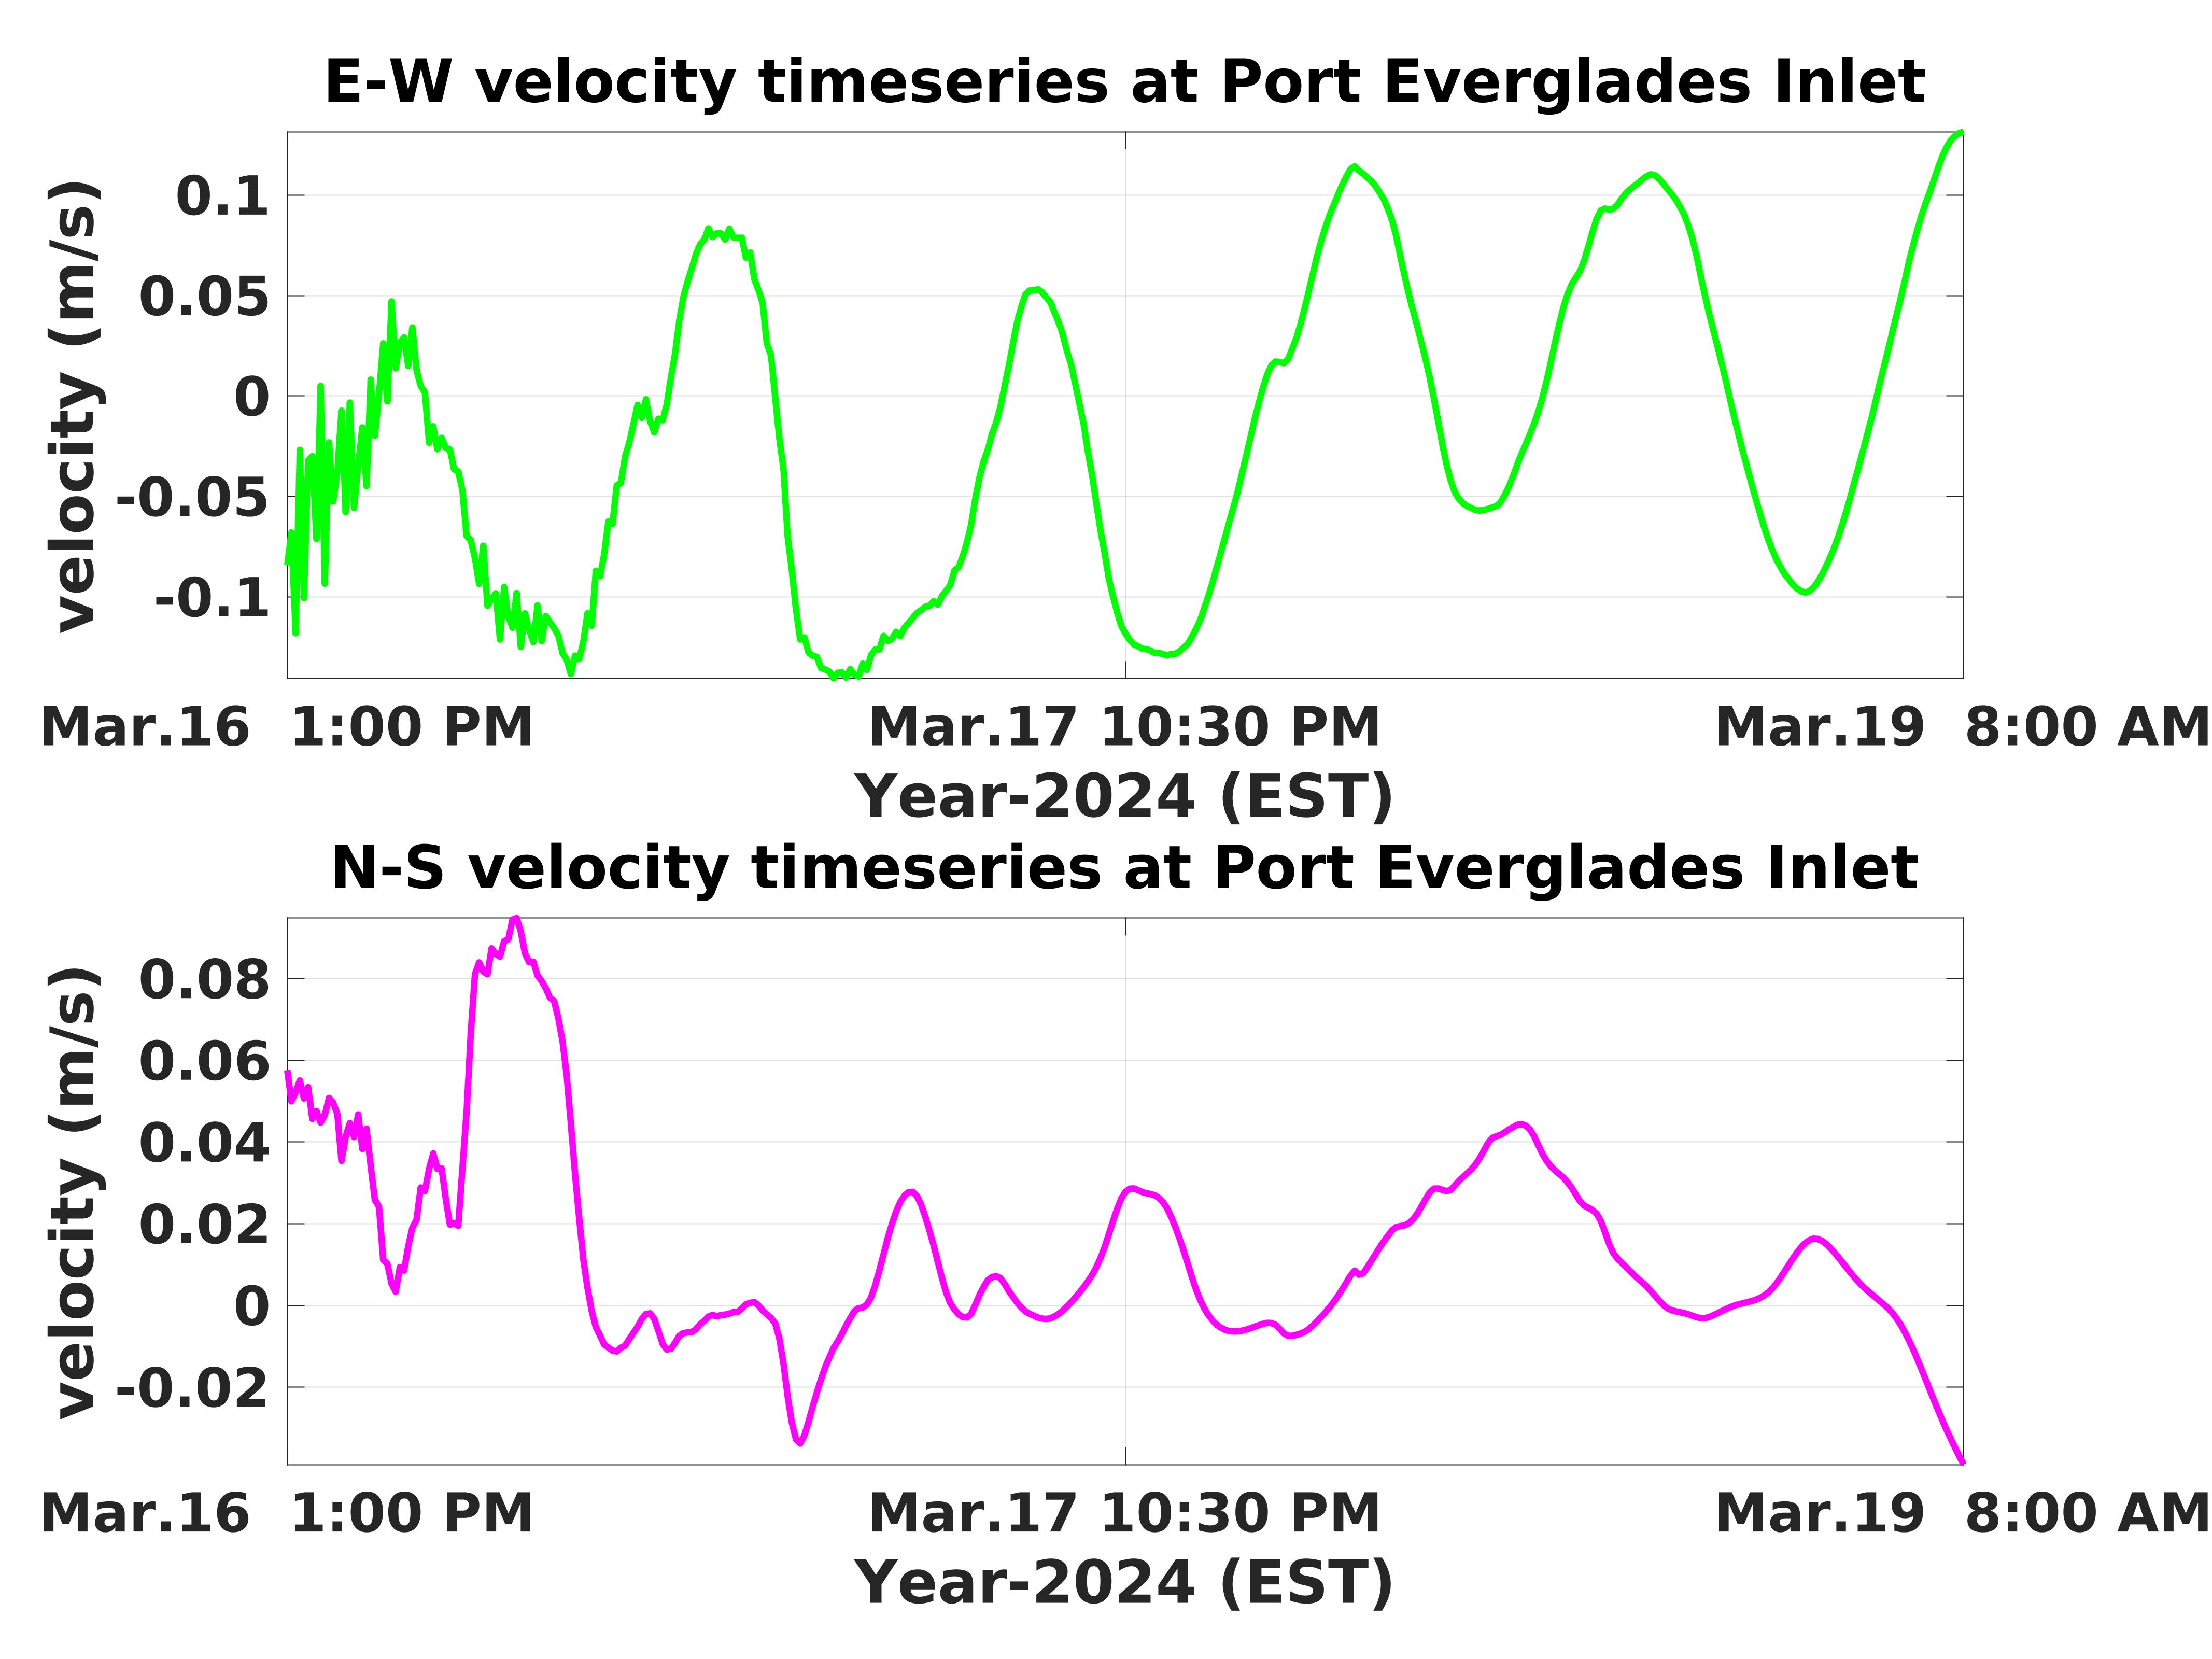 E-W velocity timeseries at Port Everglades Inlet
velocity (m/s)
0.1
0.05
0
-0.05
-0.1
Mar.16 1:00 PM Mar.17 10:30 PM Mar.19 8:00 AM
Year-2024 (EST)
N-S velocity timeseries at Port Everglades Inlet
velocity (m/s)
0.08
0.06
0.04
0.02
0
-0.02
Mar.16 1:00 PM Mar.17 10:30 PM Mar.19 8:00 AM
Year-2024 (EST)